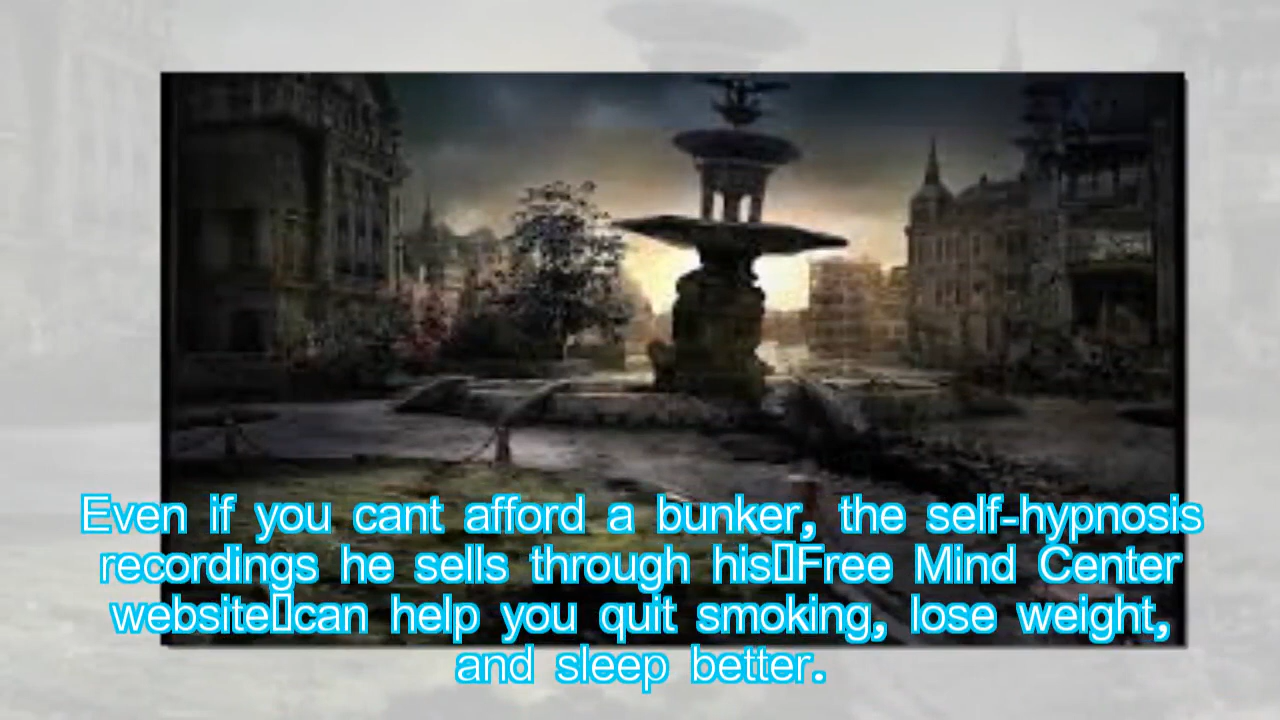 Even if you cant afford a bunker, the self-hypnosis
recordings he sells through his▯Free Mind Center
website▯can help you quit smoking, lose weight,
and sleep better.